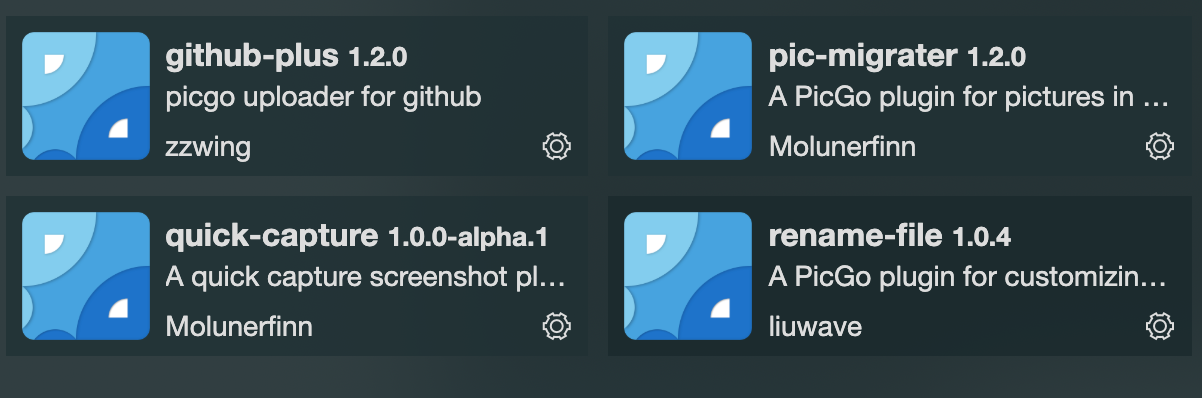 github-plus 1.2.0
picgo uploader for github
zzwing
pic-migrater 1.2.0
A PicGo plugin for pictures in ...
Molunerfinn
quick-capture 1.0.0-alpha.1
A quick capture screenshot pl...
Molunerfinn
rename-file 1.0.4
A PicGo plugin for customizin...
liuwave